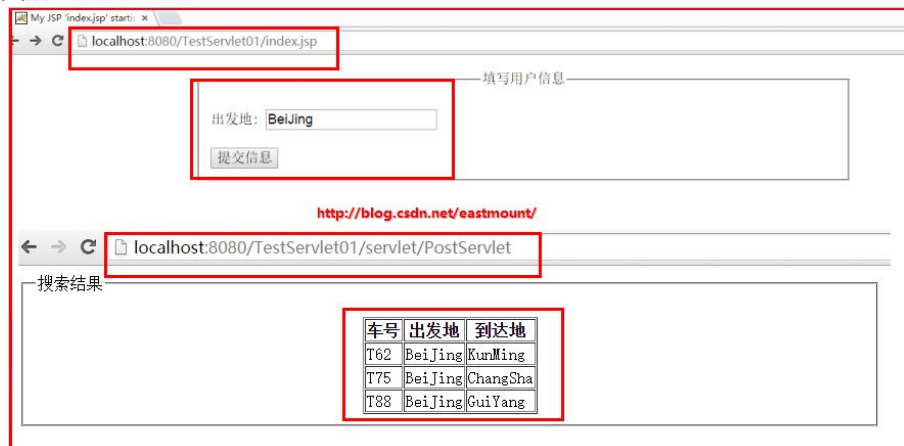 My JSP 'index.jsp' starti
localhost:8080/TestServlet01/index.jsp
填写用户信息
出发地: BeiJing
提交信息
http://blog.csdn.net/eastmount/
localhost:8080/TestServlet01/servlet/PostServlet
搜索结果
车号 出发地 到达地
T62 BeiJing KunMing
T75 BeiJing ChangSha
T88 BeiJing GuiYang